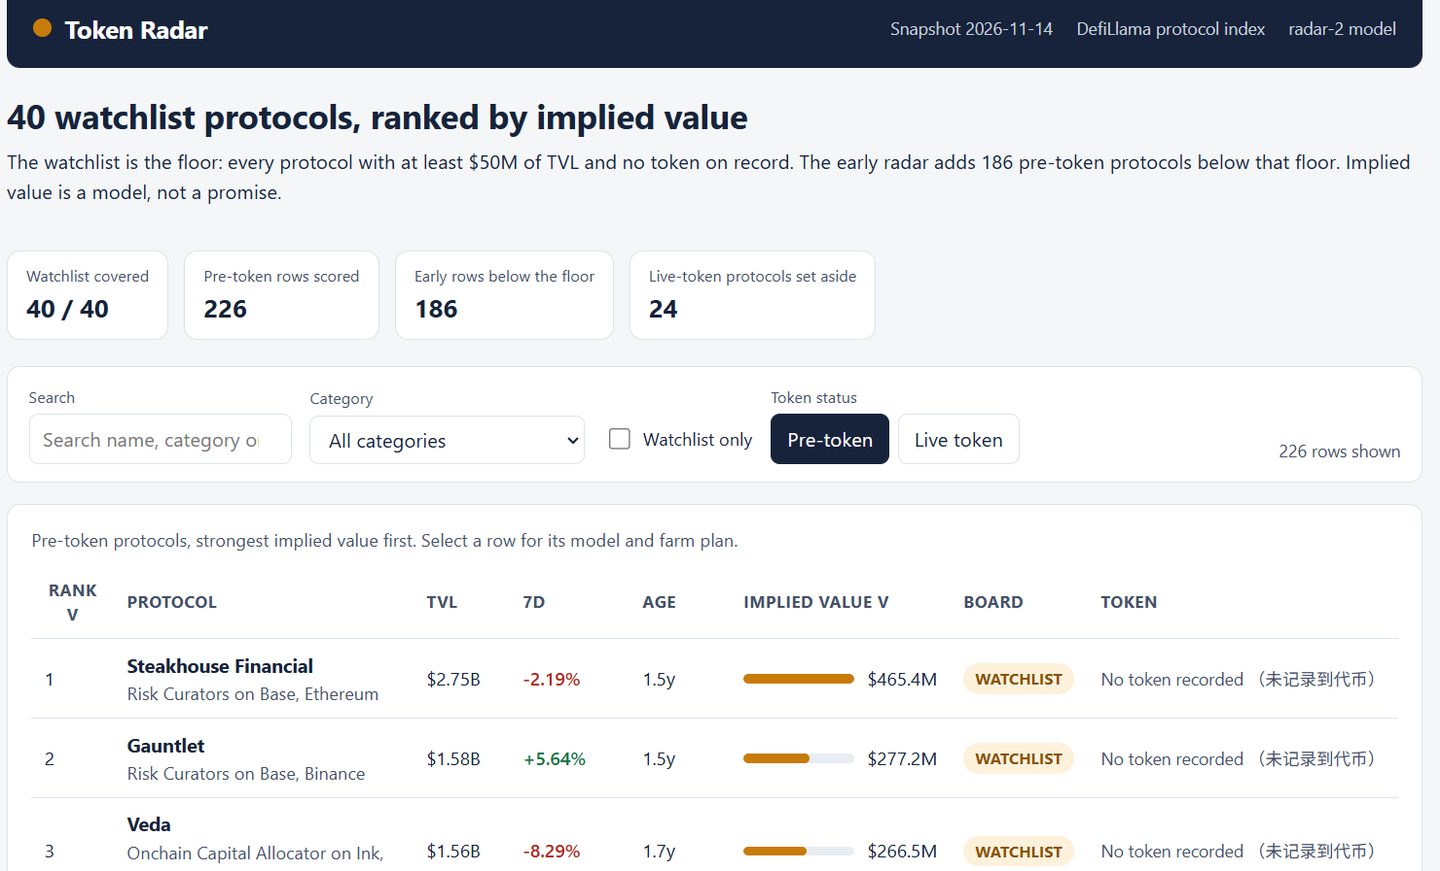 Token Radar
Snapshot 2026-11-14
DefiLlama protocol index
radar-2 model
40 watchlist protocols, ranked by implied value
The watchlist is the floor: every protocol with at least $50M of TVL and no token on record. The early radar adds 186 pre-token protocols below that floor. Implied
value is a model, not a promise.
Watchlist covered
40 / 40
Pre-token rows scored
226
Early rows below the floor
186
Live-token protocols set aside
24
Search
Search name, category or
Category
All categories
Watchlist only
Token status
Pre-token
Live token
226 rows shown
Pre-token protocols, strongest implied value first. Select a row for its model and farm plan.
RANK V
PROTOCOL
TVL
7D
AGE
IMPLIED VALUE V
BOARD
TOKEN
1
Steakhouse Financial
Risk Curators on Base, Ethereum
$2.75B
-2.19%
1.5y
$465.4M
WATCHLIST
No token recorded （未记录到代币）
2
Gauntlet
Risk Curators on Base, Binance
$1.58B
+5.64%
1.5y
$277.2M
WATCHLIST
No token recorded （未记录到代币）
3
Veda
Onchain Capital Allocator on Ink,
$1.56B
-8.29%
1.7y
$266.5M
WATCHLIST
No token recorded （未记录到代币）